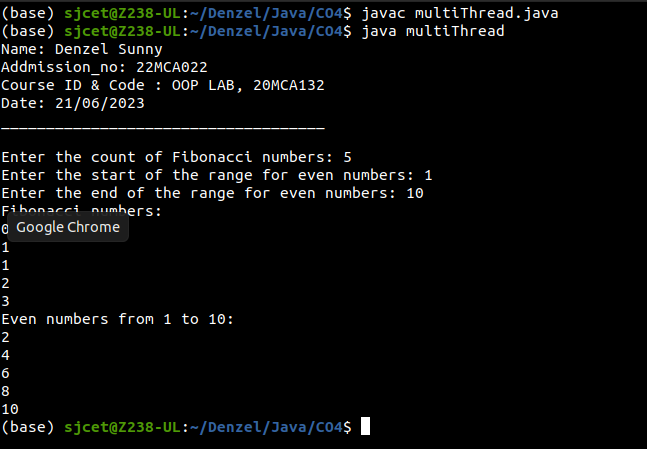 (base) sjcet@Z238-UL:~/Denzel/Java/CO4$ javac multiThread.java
(base) sjcet@Z238-UL:~/Denzel/Java/CO4$ java multiThread
Name: Denzel Sunny
Addmission_no: 22MCA022
Course ID & Code : OOP LAB, 20MCA132
Date: 21/06/2023
____________________________________
Enter the count of Fibonacci numbers: 5
Enter the start of the range for even numbers: 1
Enter the end of the range for even numbers: 10
Fibonacci numbers:
0
Google Chrome
1
1
2
3
Even numbers from 1 to 10:
2
4
6
8
10
(base) sjcet@Z238-UL:~/Denzel/Java/CO4$